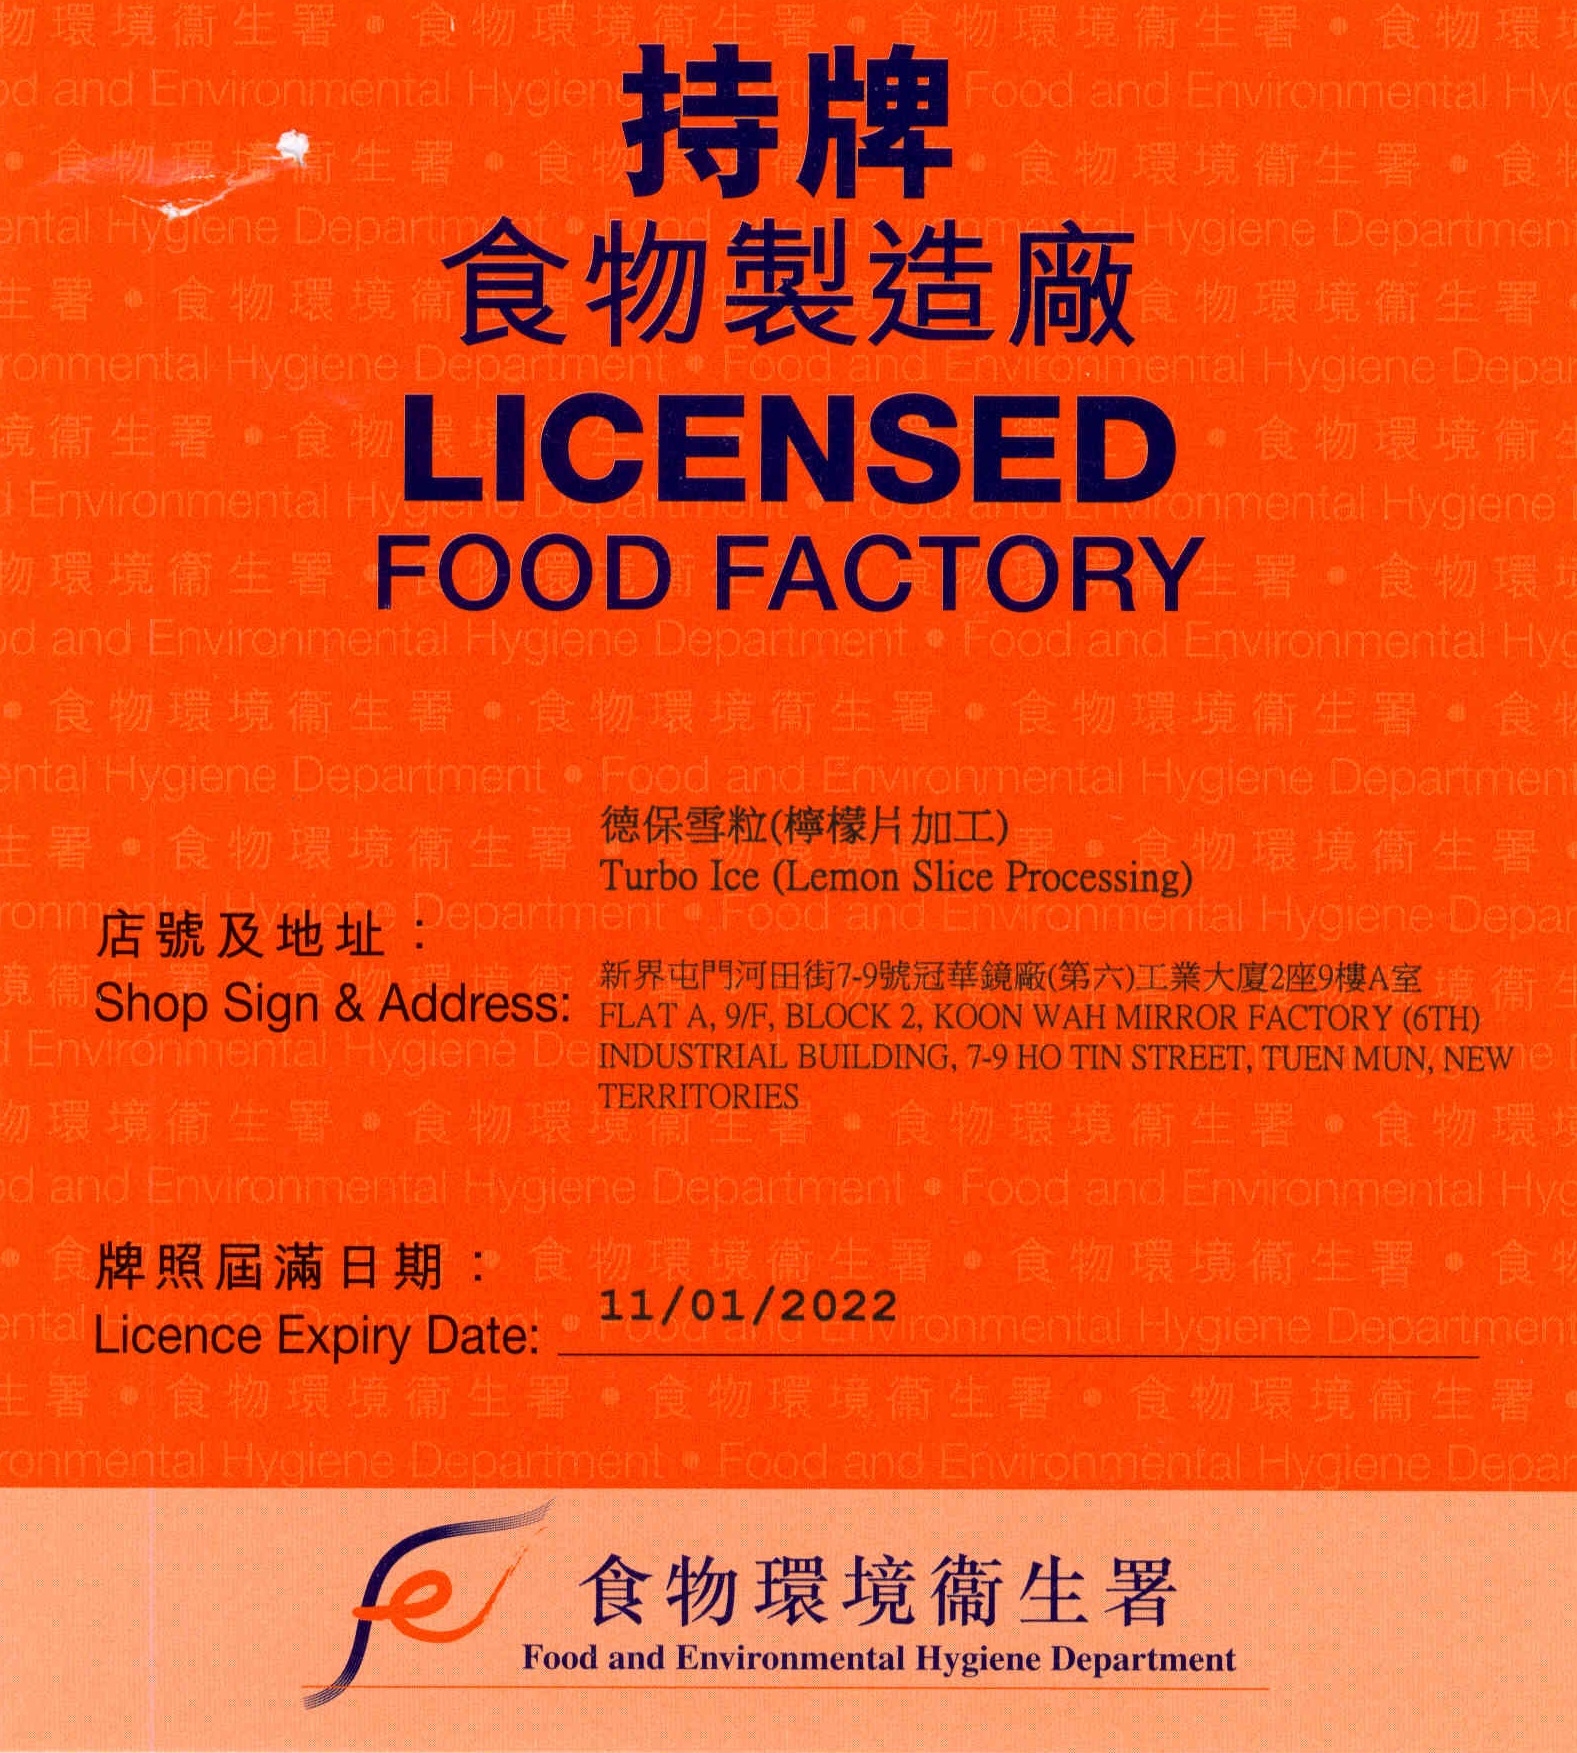 持牌
食物製造廠
LICENSED
FOOD FACTORY
德保雪粒(檸檬片加工)
Turbo Ice (Lemon Slice Processing)
店號及地址：
Shop Sign & Address:
新界屯門河田街7-9號冠華鏡廠(第六)工業大廈2座9樓A室
FLAT A, 9/F, BLOCK 2, KOON WAH MIRROR FACTORY (6TH)
INDUSTRIAL BUILDING, 7-9 HO TIN STREET, TUEN MUN, NEW
TERRITORIES
牌照屆滿日期：
Licence Expiry Date:
11/01/2022
食物環境衞生署
Food and Environmental Hygiene Department